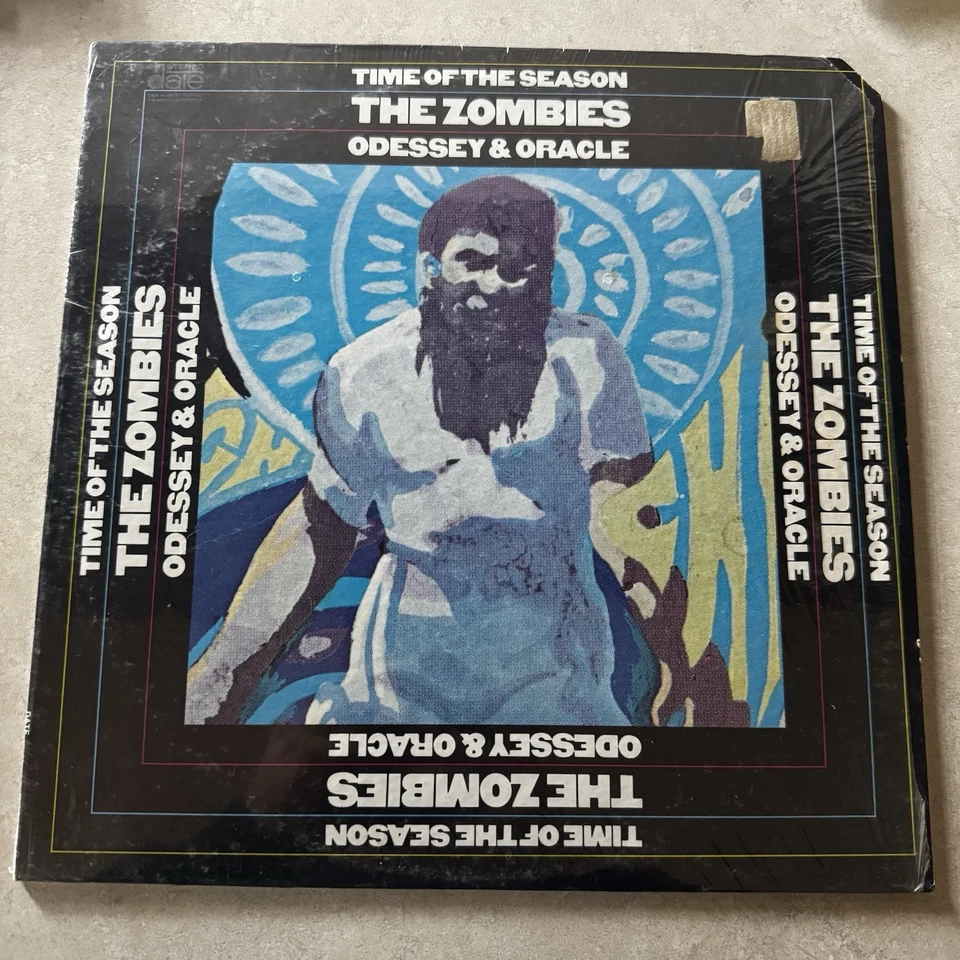 STEREO
date
TIME OF THE SEASON
THE ZOMBIES
ODESSEY & ORACLE
TIME OF THE SEASON
THE ZOMBIES
ODESSEY & ORACLE
TIME OF THE SEASON
THE ZOMBIES
ODESSEY & ORACLE
ODESSEY & ORACLE
THE ZOMBIES
TIME OF THE SEASON